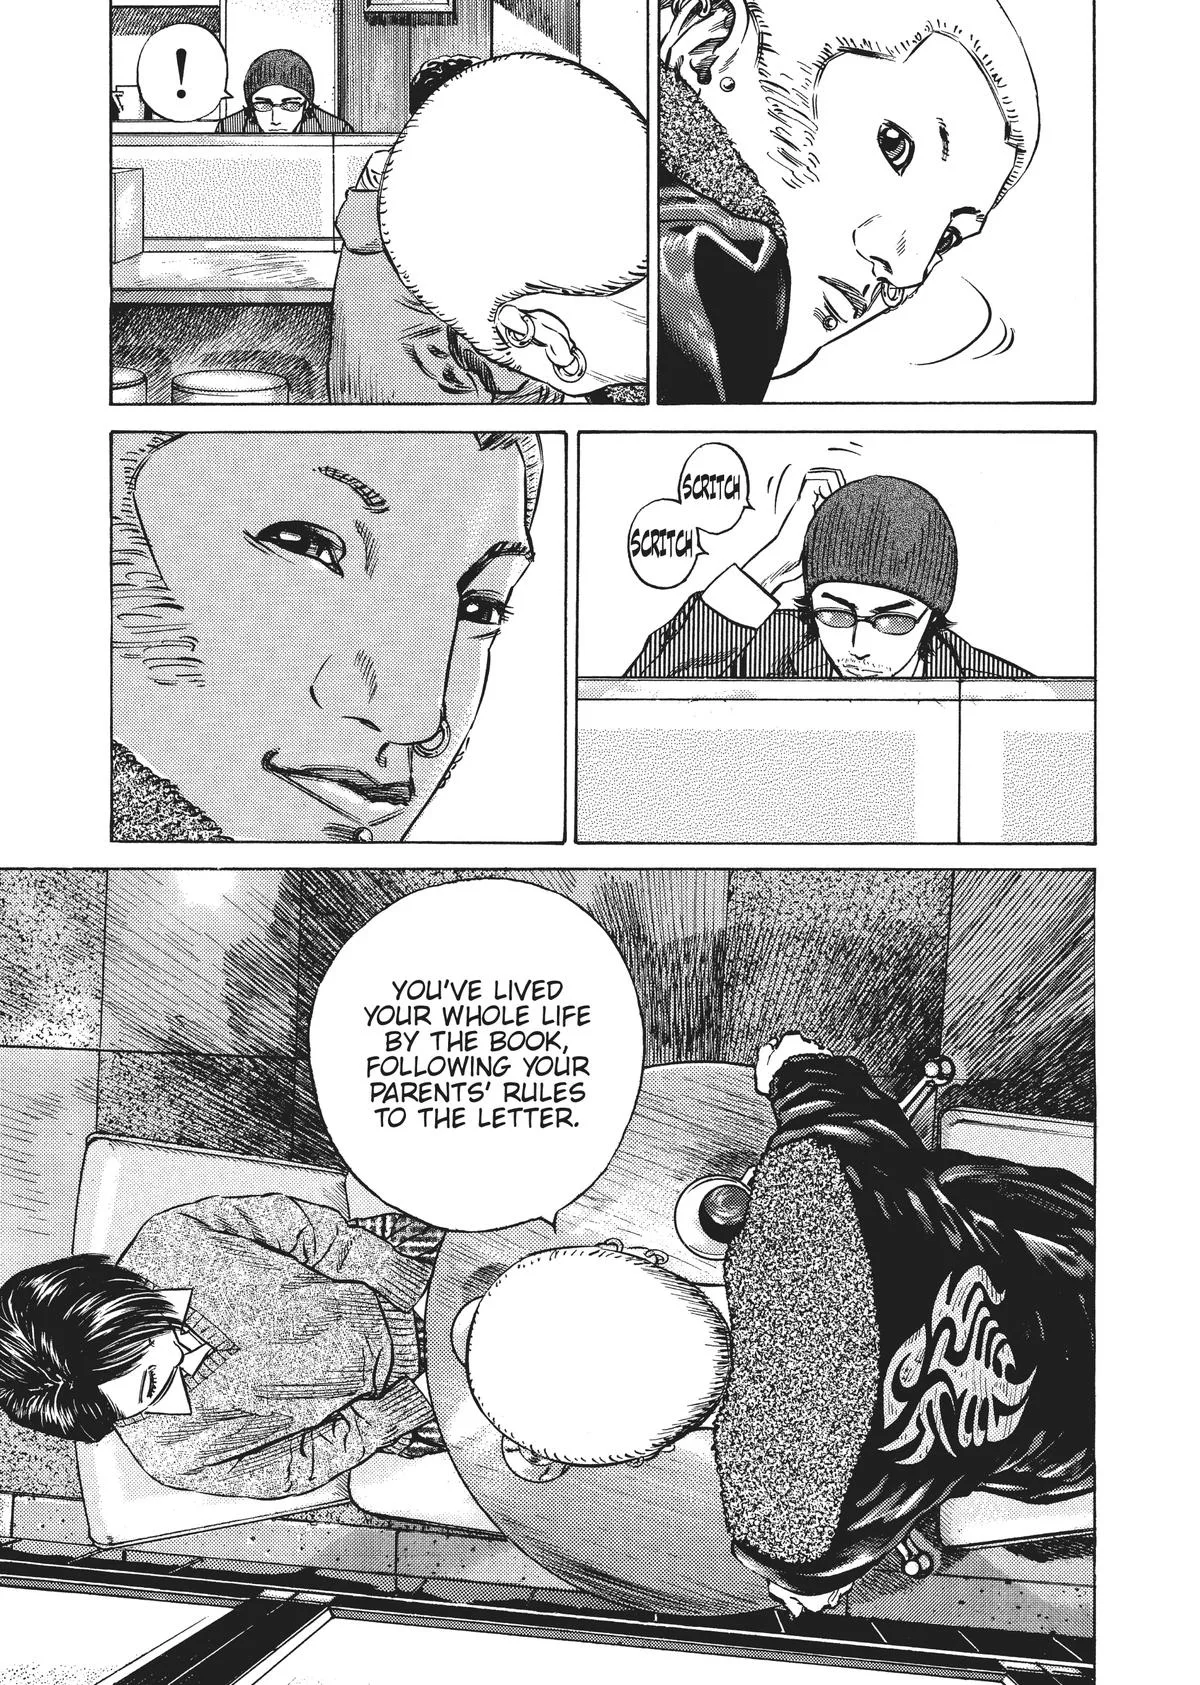 !
SCRITCH
SCRITCH
YOU'VE LIVED
YOUR WHOLE LIFE
BY THE BOOK,
FOLLOWING YOUR
PARENTS' RULES
TO THE LETTER.